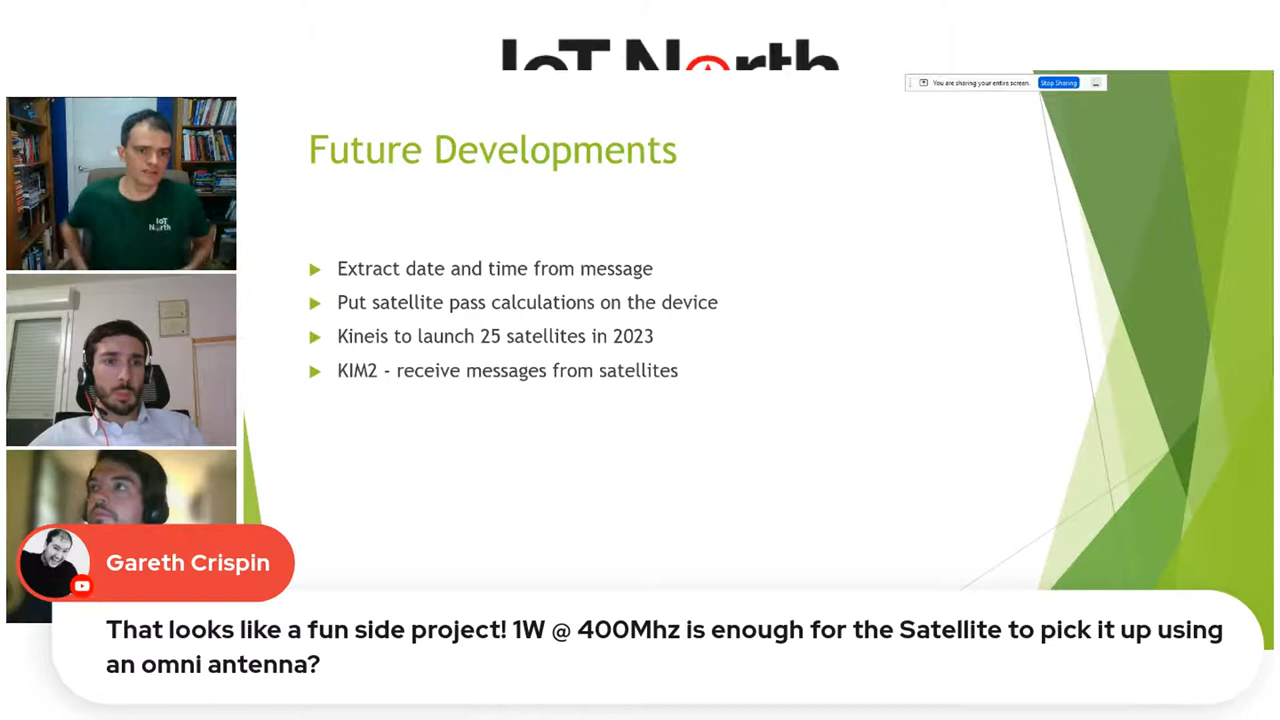 IoT North
You are sharing your entire screen.
Stop Sharing
Future Developments
IoT
North
Extract date and time from message
Put satellite pass calculations on the device
Kineis to launch 25 satellites in 2023
KIM2 - receive messages from satellites
Gareth Crispin
That looks like a fun side project! 1W @ 400Mhz is enough for the Satellite to pick it up using
an omni antenna?